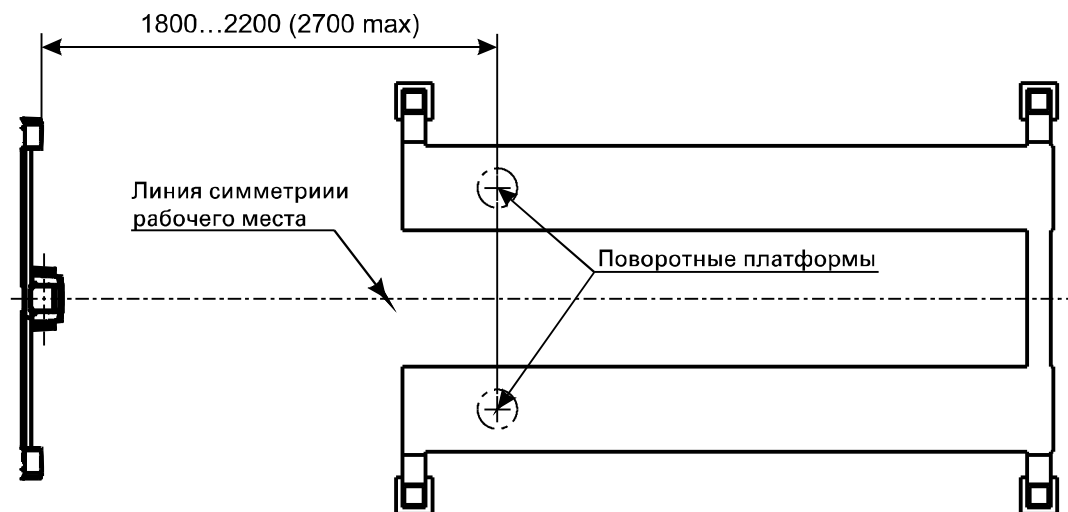 1800...2200 (2700 max)
Линия симметриии
рабочего места
Поворотные платформы